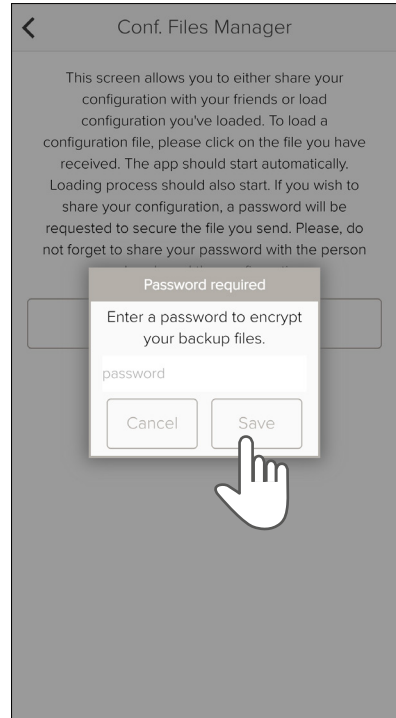 Conf. Files Manager
This screen allows you to either share your
configuration with your friends or load
configuration you've loaded. To load a
configuration file, please click on the file you have
received. The app should start automatically.
Loading process should also start. If you wish to
share your configuration, a password will be
requested to secure the file you send. Please, do
not forget to share your password with the person
Password required
Enter a password to encrypt
your backup files.
password
Cancel
Save